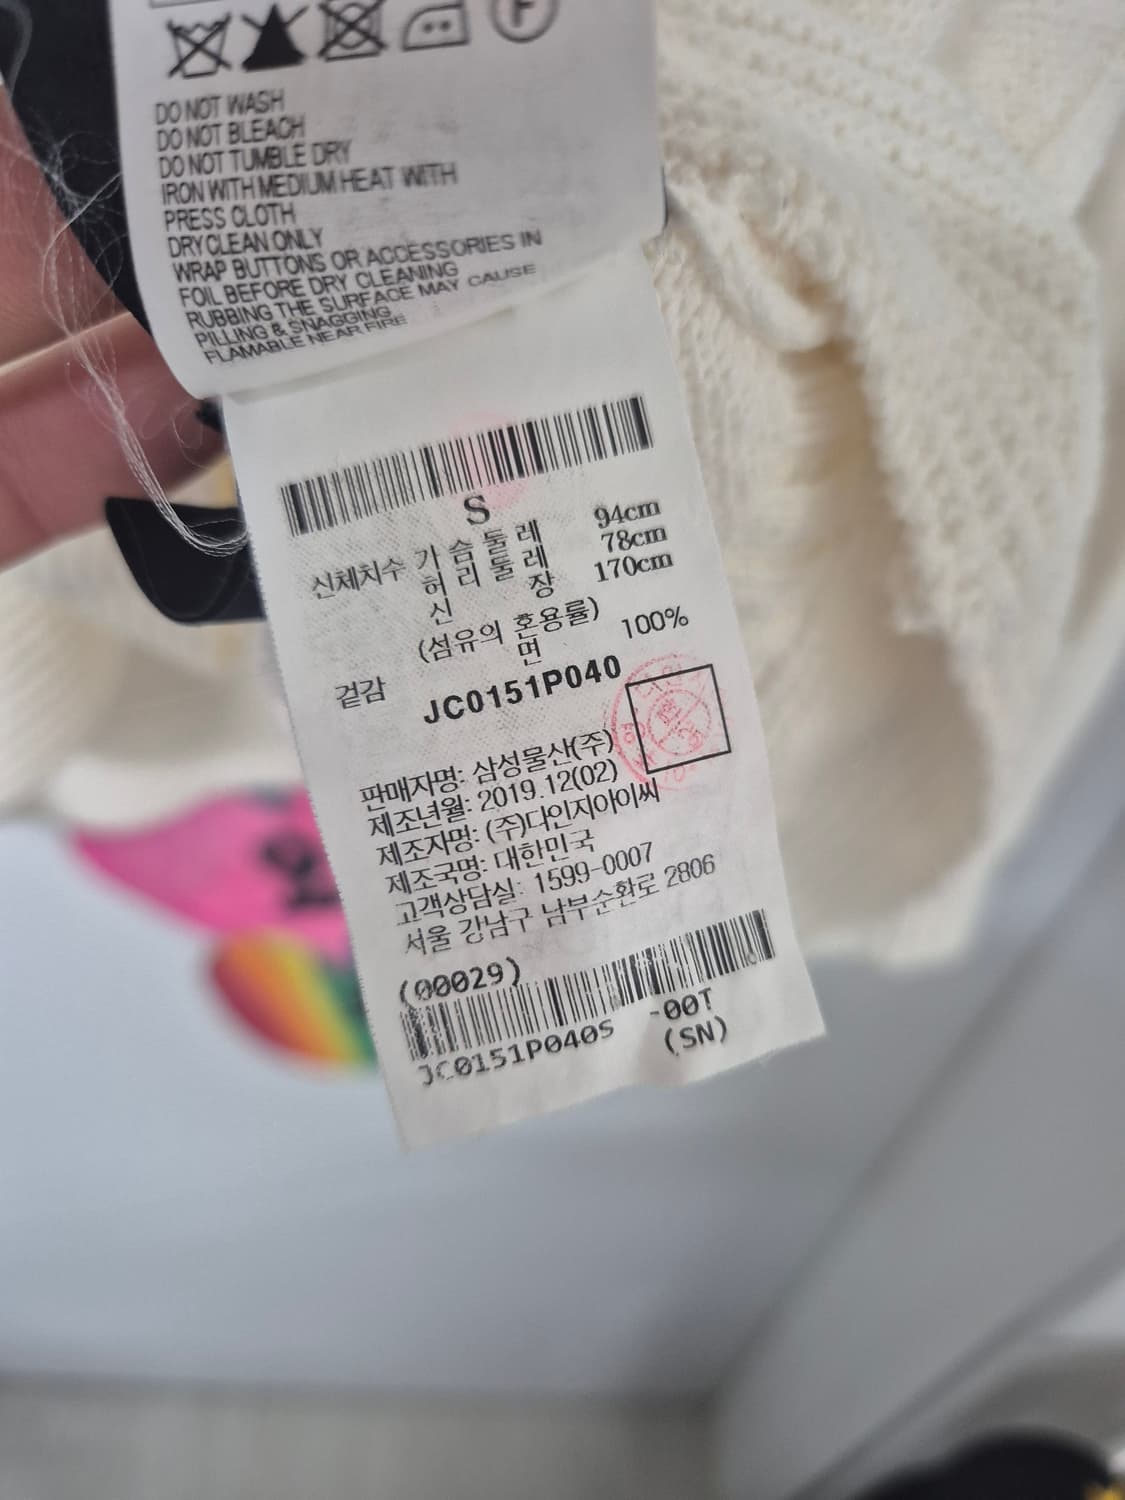 DO NOT WASH
DO NOT BLEACH
DO NOT TUMBLE DRY
IRON WITH MEDIUM HEAT WITH
PRESS CLOTH
DRY CLEAN ONLY
WRAP BUTTONS OR ACCESSORIES IN
FOIL BEFORE DRY CLEANING
RUBBING THE SURFACE MAY CAUSE
PILLING & SNAGGING
FLAMABLE NEAR FIRE
F
S
신체치수 가슴둘레 94cm
허리둘레 78cm
신장 170cm
(섬유의 혼용률)
겉감 면 100%
JC0151P040
판매자명: 삼성물산(주)
제조년월: 2019.12(02)
제조자명: (주)다인지아이씨
제조국명: 대한민국
고객상담실: 1599-0007
서울 강남구 남부순환로 2806
(00029)
JC0151P040S -00T
(SN)